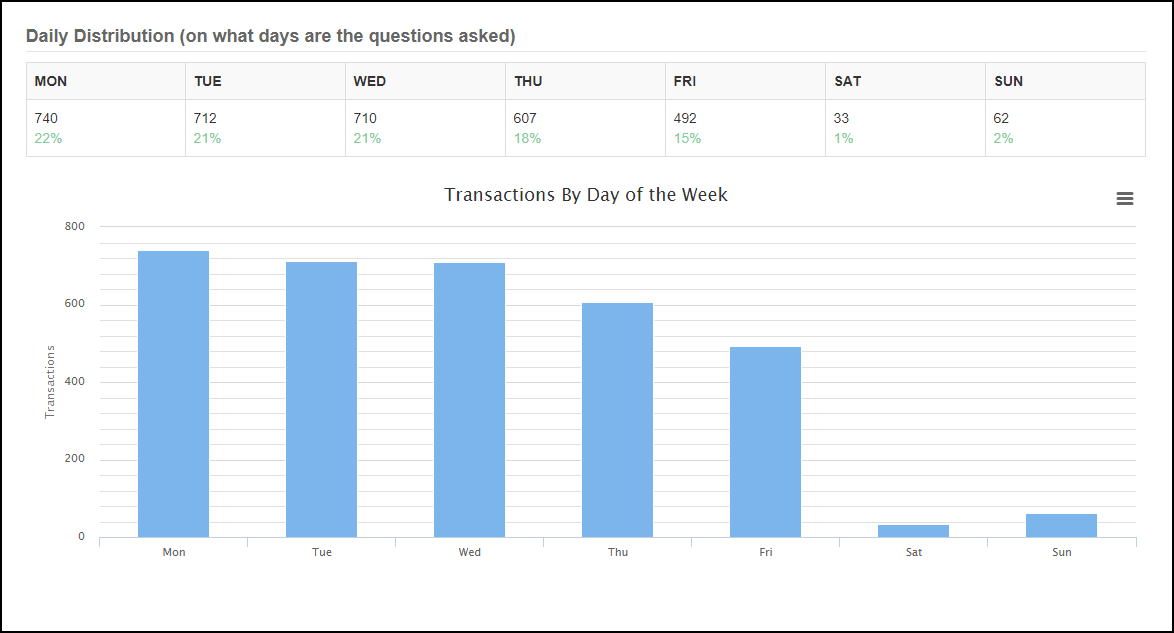 Daily Distribution (on what days are the questions asked)
MON TUE WED THU FRI SAT SUN
740 712 710 607 492 33 62
22% 21% 21% 18% 15% 1% 2%
Transactions By Day of the Week
800
600
400
200
0
Transactions
Mon Tue Wed Thu Fri Sat Sun